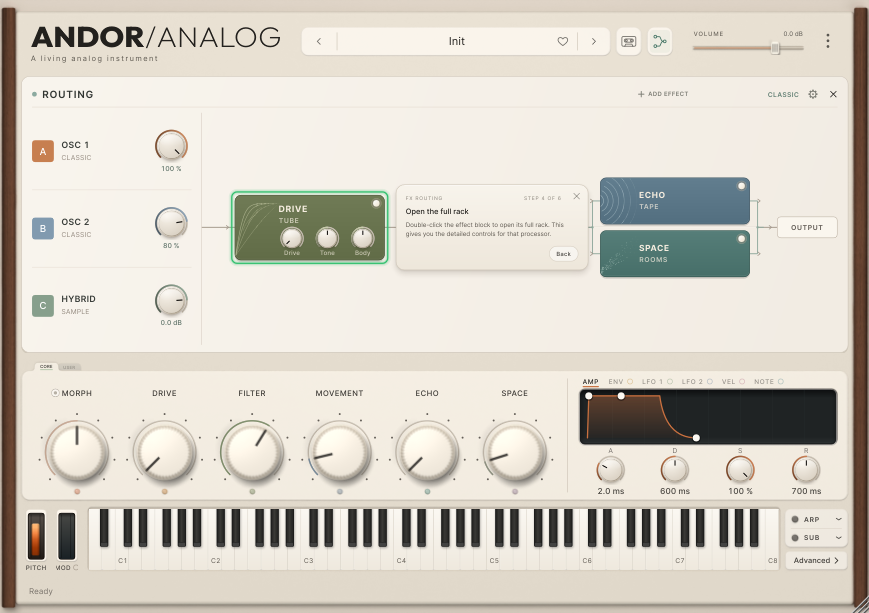 ANDOR/ANALOG
A living analog instrument
Init
VOLUME
0.0 dB
ROUTING
ADD EFFECT
CLASSIC
A
OSC 1
CLASSIC
100 %
B
OSC 2
CLASSIC
80 %
C
HYBRID
SAMPLE
0.0 dB
DRIVE
TUBE
Drive
Tone
Body
FX ROUTING
STEP 4 OF 6
Open the full rack
Double-click the effect block to open its full rack. This
gives you the detailed controls for that processor.
Back
ECHO
TAPE
SPACE
ROOMS
OUTPUT
CORE
MORPH
DRIVE
FILTER
MOVEMENT
ECHO
SPACE
AMP
ENV
LFO 1
LFO 2
VEL
NOTE
A
D
S
R
2.0 ms
600 ms
100 %
700 ms
PITCH
MOD
C1
C2
C3
C4
C5
C6
C7
C8
ARP
SUB
Advanced
Ready